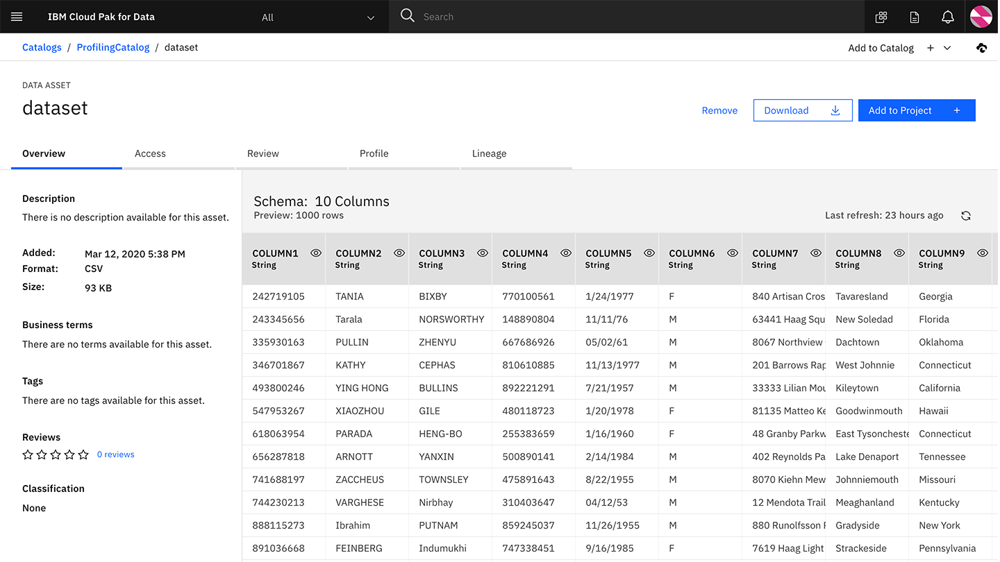 IBM Cloud Pak for Data All Search
Catalogs / ProfilingCatalog / dataset Add to Catalog +
DATA ASSET
dataset
Remove Download Add to Project +
Overview Access Review Profile Lineage
Description
There is no description available for this asset.
Added: Mar 12, 2020 5:38 PM
Format: CSV
Size: 93 KB
Business terms
There are no terms available for this asset.
Tags
There are no tags available for this asset.
Reviews
0 reviews
Classification
None
Schema: 10 Columns
Preview: 1000 rows Last refresh: 23 hours ago
COLUMN1 COLUMN2 COLUMN3 COLUMN4 COLUMN5 COLUMN6 COLUMN7 COLUMN8 COLUMN9
String String String String String String String String String
242719105 TANIA BIXBY 770100561 1/24/1977 F 840 Artisan Cros Tavaresland Georgia
243345656 Tarala NORSWORTHY 148890804 11/11/76 M 63441 Haag Squ New Soledad Florida
335930163 PULLIN ZHENYU 667686926 05/02/61 M 8067 Northview Dachtown Oklahoma
346701867 KATHY CEPHAS 810610885 11/13/1977 M 201 Barrows Rap West Johnnie Connecticut
493800246 YING HONG BULLINS 892221291 7/21/1957 M 33333 Lilian Mou Kileytown California
547953267 XIAOZHOU GILE 480118723 1/20/1978 F 81135 Matteo Ke Goodwinmouth Hawaii
618063954 PARADA HENG-BO 255383659 1/16/1960 F 48 Granby Parkw East Tysoncheste Connecticut
656287818 ARNOTT YANXIN 500890141 2/14/1984 M 402 Reynolds Pa Lake Denaport Tennessee
741688197 ZACCHEUS TOWNSLEY 475891643 8/22/1955 M 8070 Kiehn Mew Johnniemouth Missouri
744230213 VARGHESE Nirbhay 310403647 04/12/53 M 12 Mendota Trail Meaghanland Kentucky
888115273 Ibrahim PUTNAM 859245037 11/26/1955 M 880 Runolfsson Gradyside New York
891036668 FEINBERG Indumukhi 747338451 9/16/1985 F 7619 Haag Light Strackeside Pennsylvania